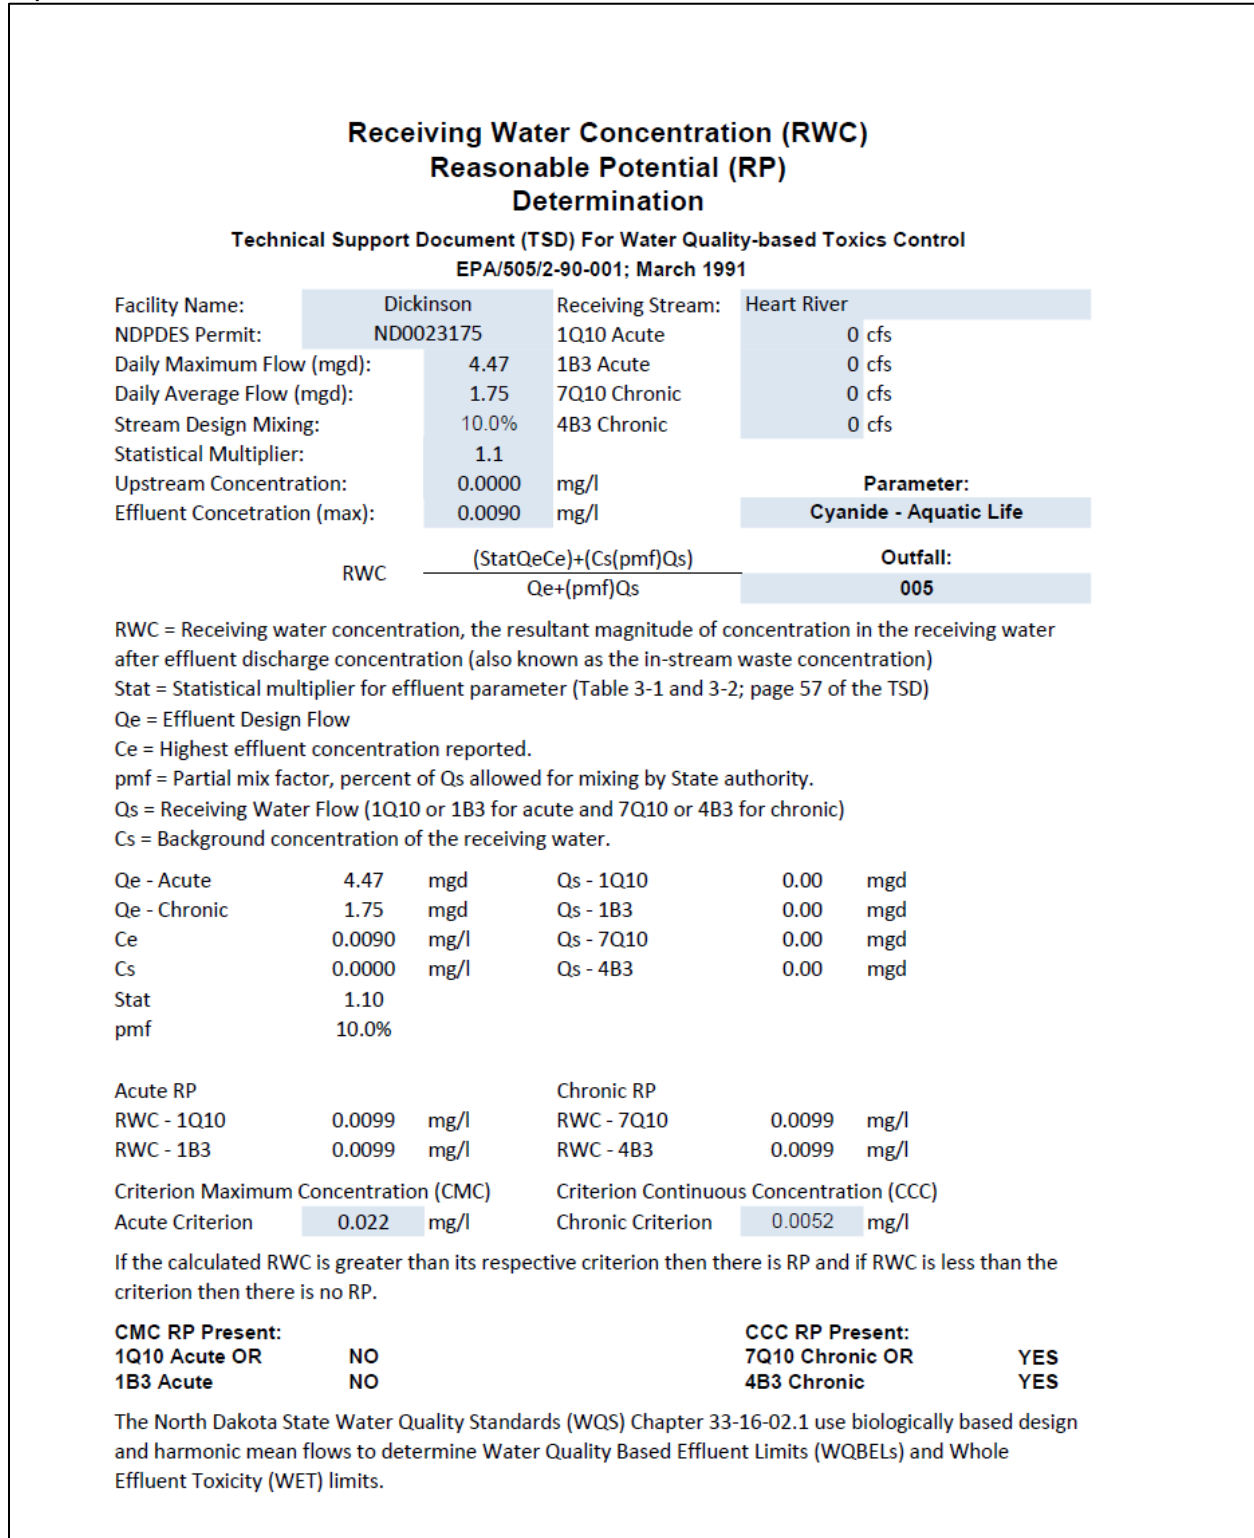 Receiving Water Concentration (RWC)
Reasonable Potential (RP)
Determination
Technical Support Document (TSD) For Water Quality-based Toxics Control
EPA/505/2-90-001; March 1991
Facility Name: Dickinson Receiving Stream: Heart River
NDPDES Permit: ND0023175 1Q10 Acute 0 cfs
Daily Maximum Flow (mgd): 4.47 1B3 Acute 0 cfs
Daily Average Flow (mgd): 1.75 7Q10 Chronic 0 cfs
Stream Design Mixing: 10.0% 4B3 Chronic 0 cfs
Statistical Multiplier: 1.1
Upstream Concentration: 0.0000 mg/l Parameter:
Effluent Concetration (max): 0.0090 mg/l Cyanide - Aquatic Life
(StatQeCe)+(Cs(pmf)Qs) Outfall:
RWC
Qe+(pmf)Qs 005
RWC = Receiving water concentration, the resultant magnitude of concentration in the receiving water
after effluent discharge concentration (also known as the in-stream waste concentration)
Stat = Statistical multiplier for effluent parameter (Table 3-1 and 3-2; page 57 of the TSD)
Qe = Effluent Design Flow
Ce = Highest effluent concentration reported.
pmf = Partial mix factor, percent of Qs allowed for mixing by State authority.
Qs = Receiving Water Flow (1Q10 or 1B3 for acute and 7Q10 or 4B3 for chronic)
Cs = Background concentration of the receiving water.
Qe - Acute 4.47 mgd Qs - 1Q10 0.00 mgd
Qe - Chronic 1.75 mgd Qs - 1B3 0.00 mgd
Ce 0.0090 mg/l Qs - 7Q10 0.00 mgd
Cs 0.0000 mg/l Qs - 4B3 0.00 mgd
Stat 1.10
pmf 10.0%
Acute RP Chronic RP
RWC - 1Q10 0.0099 mg/l RWC - 7Q10 0.0099 mg/l
RWC - 1B3 0.0099 mg/l RWC - 4B3 0.0099 mg/l
Criterion Maximum Concentration (CMC) Criterion Continuous Concentration (CCC)
Acute Criterion 0.022 mg/l Chronic Criterion 0.0052 mg/l
If the calculated RWC is greater than its respective criterion then there is RP and if RWC is less than the
criterion then there is no RP.
CMC RP Present: CCC RP Present:
1Q10 Acute OR NO 7Q10 Chronic OR YES
1B3 Acute NO 4B3 Chronic YES
The North Dakota State Water Quality Standards (WQS) Chapter 33-16-02.1 use biologically based design
and harmonic mean flows to determine Water Quality Based Effluent Limits (WQBELs) and Whole
Effluent Toxicity (WET) limits.